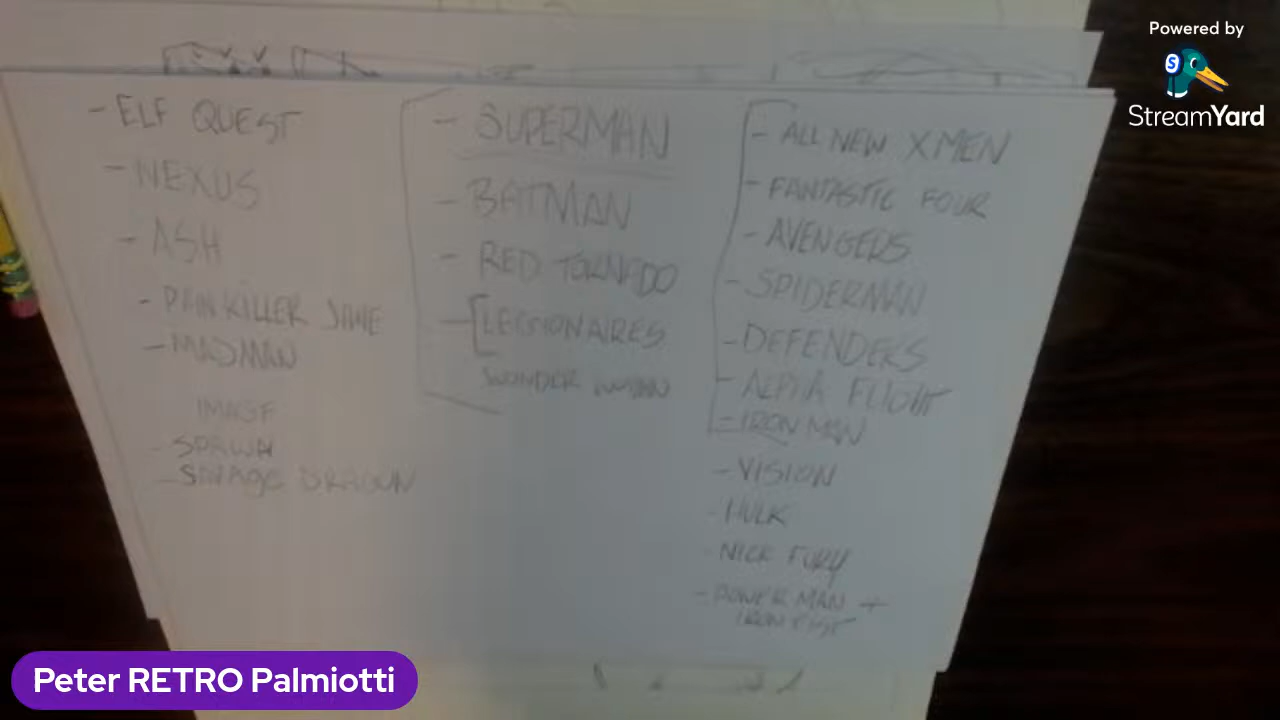 - ELF QUEST
- NEXUS
- ASH
- PAINKILLER JANE
- MADMAN
IMAGE
- SPAWN
- SAVAGE DRAGON
- SUPERMAN
- BATMAN
- RED TORNADO
- LEGIONAIRES
WONDER WOMAN
- ALL NEW XMEN
- FANTASTIC FOUR
- AVENGERS
- SPIDERMAN
- DEFENDERS
- ALPHA FLIGHT
- IRON MAN
- VISION
- HULK
- NICK FURY
- POWER MAN +
IRON FIST
Powered by
StreamYard
Peter RETRO Palmiotti